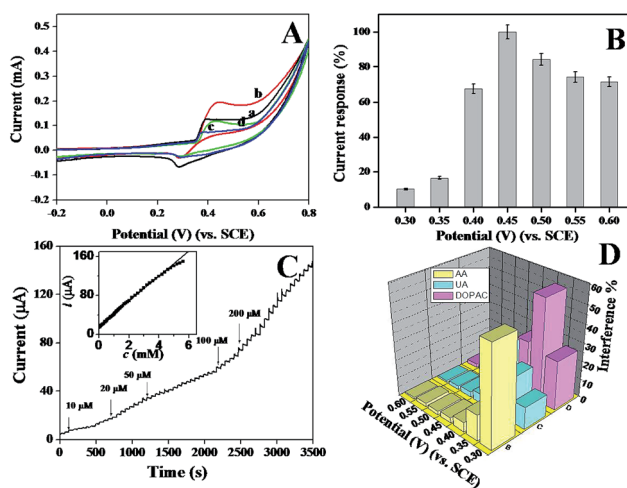 A
Current (mA)
0.5
0.4
0.3
0.2
0.1
0.0
-0.1
-0.2
b
a
c
d
-0.2 0.0 0.2 0.4 0.6 0.8
Potential (V) (vs. SCE)
B
Current response (%)
100
80
60
40
20
0
0.30 0.35 0.40 0.45 0.50 0.55 0.60
Potential (V) (vs. SCE)
C
Current (μA)
160
120
80
40
0
I (μA)
160
80
0
0 2 4 6
c (mM)
10 μM
20 μM
50 μM
100 μM
200 μM
0 500 1000 1500 2000 2500 3000 3500
Time (s)
D
AA
UA
DOPAC
Interference %
60
50
40
30
20
10
0
0.60
0.55
0.50
0.45
0.40
0.35
0.30
Potential (V) (vs. SCE)
B
C
D